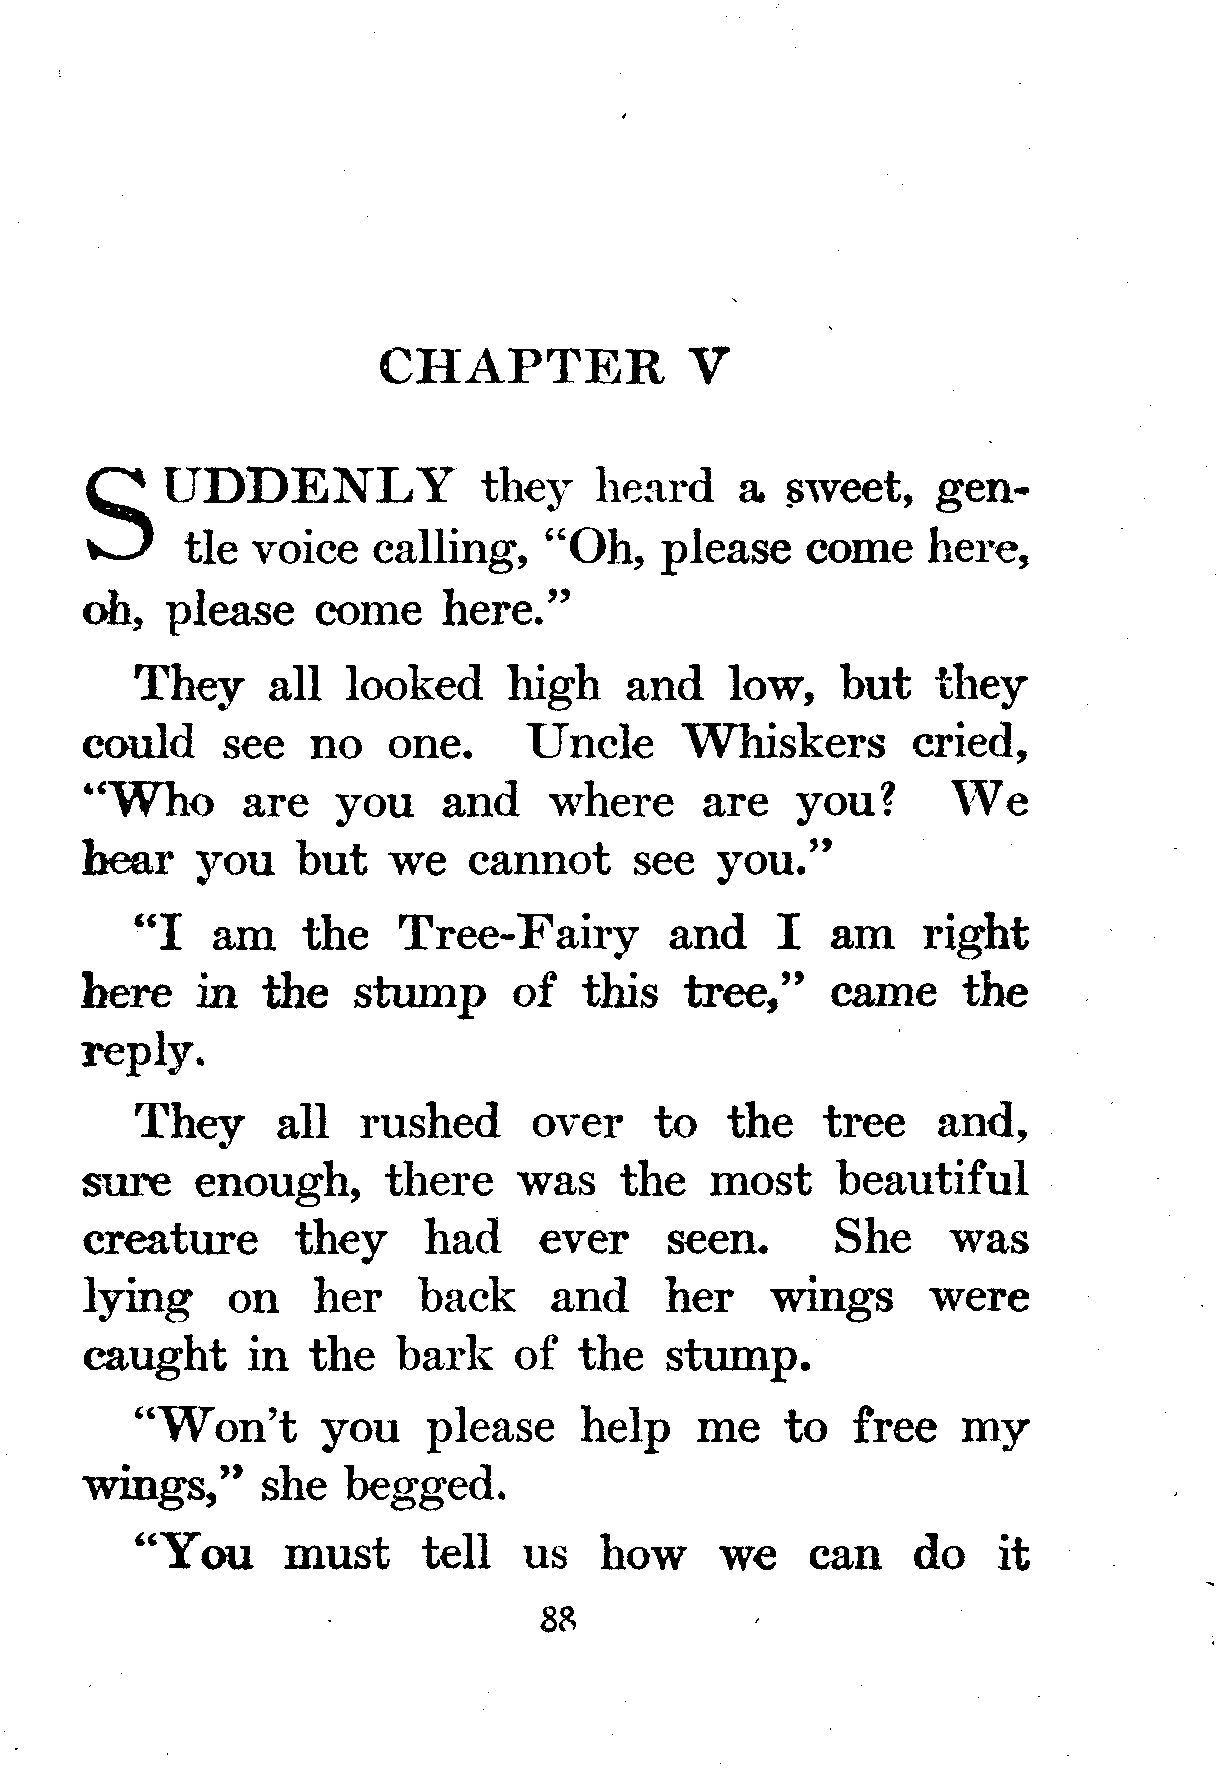 CHAPTER V
SUDDENLY they heard a sweet, gen-
tle voice calling, “Oh, please come here,
oh, please come here.”
They all looked high and low, but they
could see no one. Uncle Whiskers cried,
“Who are you and where are you? We
hear you but we cannot see you.”
“I am the Tree-Fairy and I am right
here in the stump of this tree,” came the
reply.
They all rushed over to the tree and,
sure enough, there was the most beautiful
creature they had ever seen. She was
lying on her back and her wings were
caught in the bark of the stump.
“Won’t you please help me to free my
wings,” she begged.
“You must tell us how we can do it
88